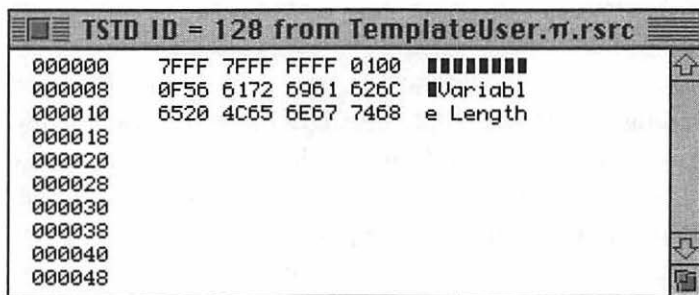 TSTD ID = 128 from TemplateUser.π.rsrc
000000 7FFF 7FFF FFFF 0100 ▮▮▮▮▮▮▮▮
000008 0F56 6172 6961 626C ▮Variabl
000010 6520 4C65 6E67 7468 e Length
000018
000020
000028
000030
000038
000040
000048